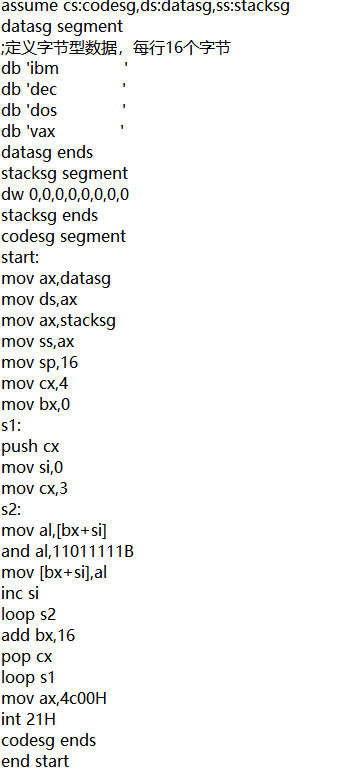 assume cs:codesg,ds:datasg,ss:stacksg
datasg segment
;定义字节型数据，每行16个字节
db 'ibm             '
db 'dec             '
db 'dos             '
db 'vax             '
datasg ends
stacksg segment
dw 0,0,0,0,0,0,0,0
stacksg ends
codesg segment
start:
mov ax,datasg
mov ds,ax
mov ax,stacksg
mov ss,ax
mov sp,16
mov cx,4
mov bx,0
s1:
push cx
mov si,0
mov cx,3
s2:
mov al,[bx+si]
and al,11011111B
mov [bx+si],al
inc si
loop s2
add bx,16
pop cx
loop s1
mov ax,4c00H
int 21H
codesg ends
end start